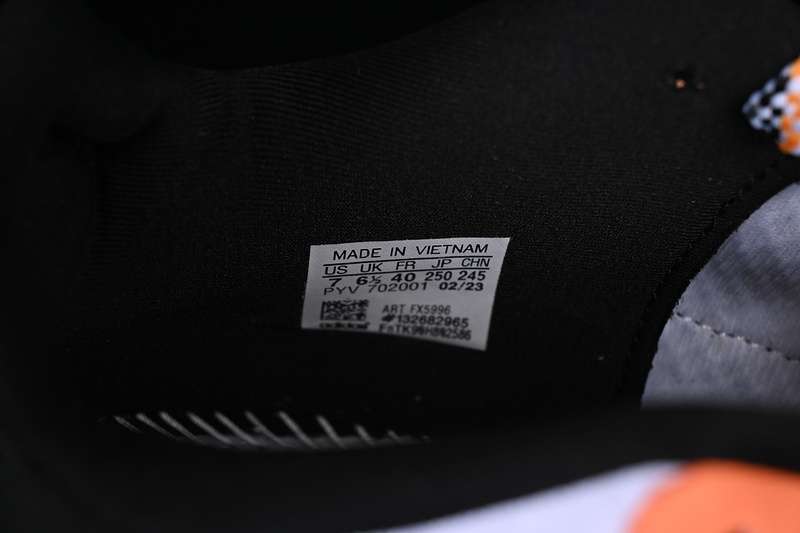 MADE IN VIETNAM
US UK FR JP CHN
7 6½ 40 250 245
PYV 702001 02/23
ART FX5996
#132682965
adidas